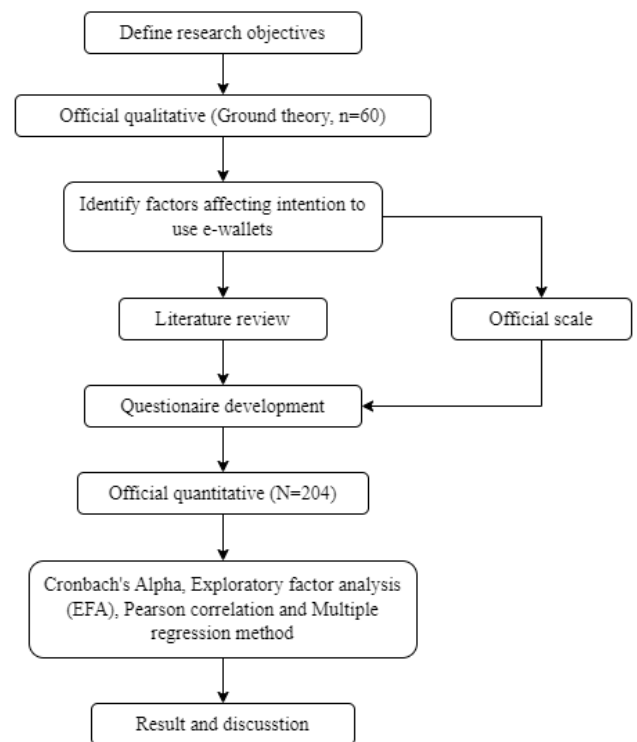 Define research objectives
Official qualitative (Ground theory, n=60)
Identify factors affecting intention to
use e-wallets
Literature review
Official scale
Questionaire development
Official quantitative (N=204)
Cronbach's Alpha, Exploratory factor analysis
(EFA), Pearson correlation and Multiple
regression method
Result and discusstion